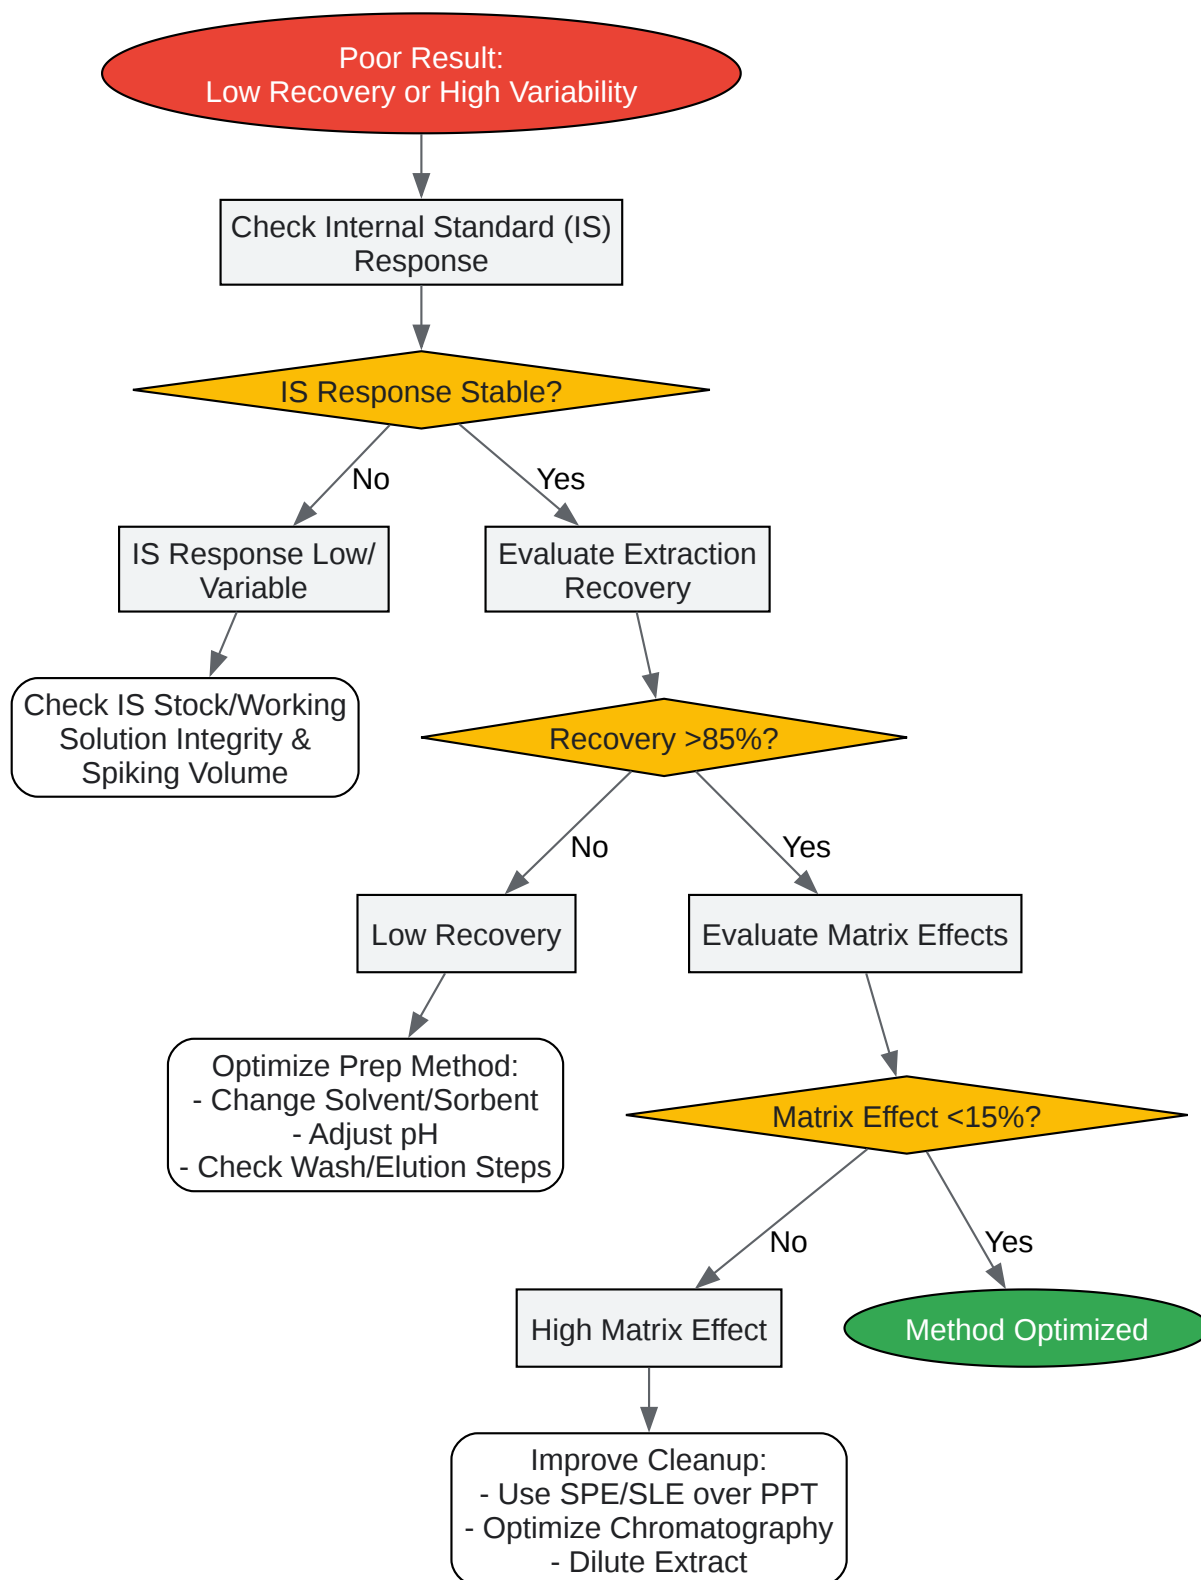 Poor Result:
Low Recovery or High Variability
Check Internal Standard (IS)
Response
IS Response Stable?
No
Yes
IS Response Low/
Variable
Evaluate Extraction
Recovery
Check IS Stock/Working
Solution Integrity &
Spiking Volume
Recovery >85%?
No
Yes
Low Recovery
Evaluate Matrix Effects
Optimize Prep Method:
- Change Solvent/Sorbent
- Adjust pH
- Check Wash/Elution Steps
Matrix Effect <15%?
No
Yes
High Matrix Effect
Method Optimized
Improve Cleanup:
- Use SPE/SLE over PPT
- Optimize Chromatography
- Dilute Extract